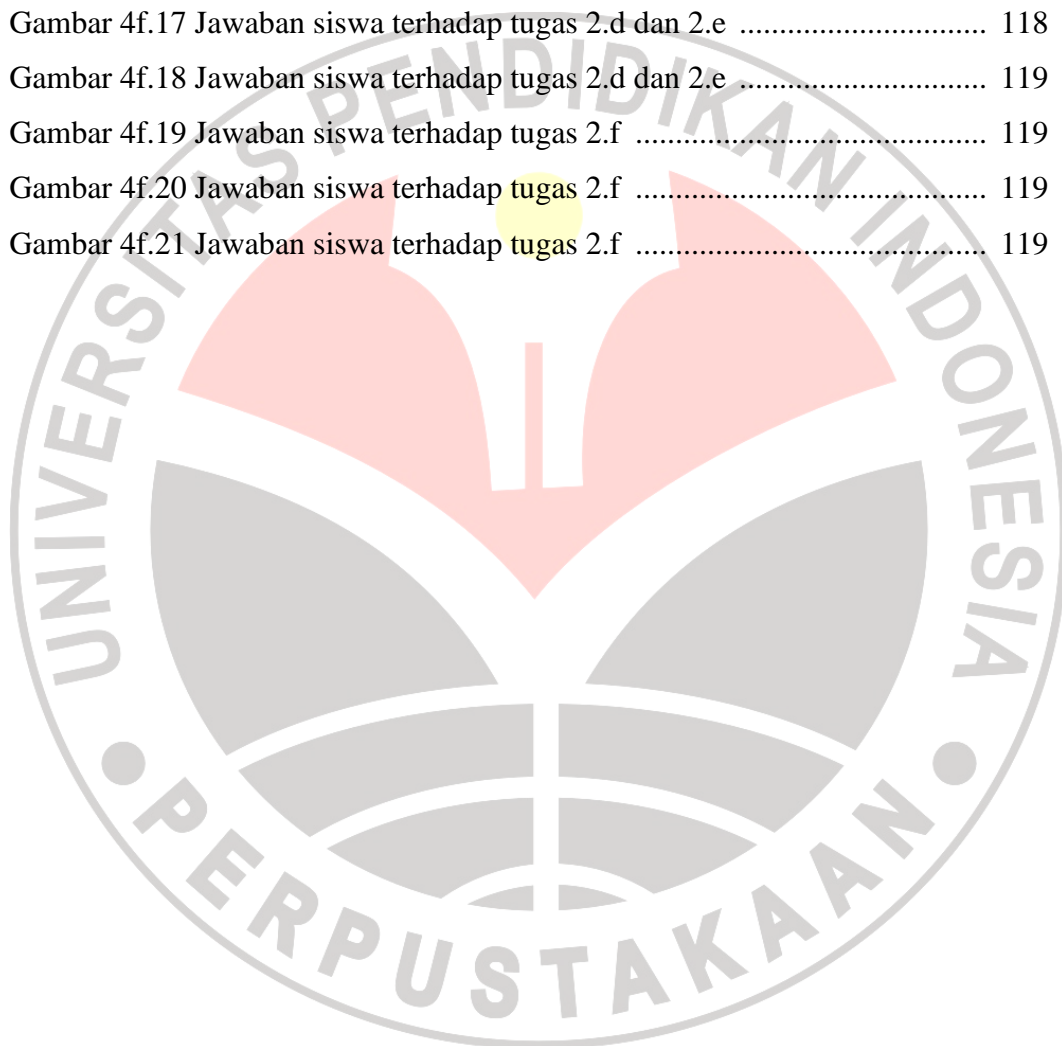 Gambar 4f.17 Jawaban siswa terhadap tugas 2.d dan 2.e ................................ 118
Gambar 4f.18 Jawaban siswa terhadap tugas 2.d dan 2.e ................................ 119
Gambar 4f.19 Jawaban siswa terhadap tugas 2.f ............................................. 119
Gambar 4f.20 Jawaban siswa terhadap tugas 2.f ............................................. 119
Gambar 4f.21 Jawaban siswa terhadap tugas 2.f ............................................. 119
UNIVERSITAS PENDIDIKAN INDONESIA
PERPUSTAKAAN